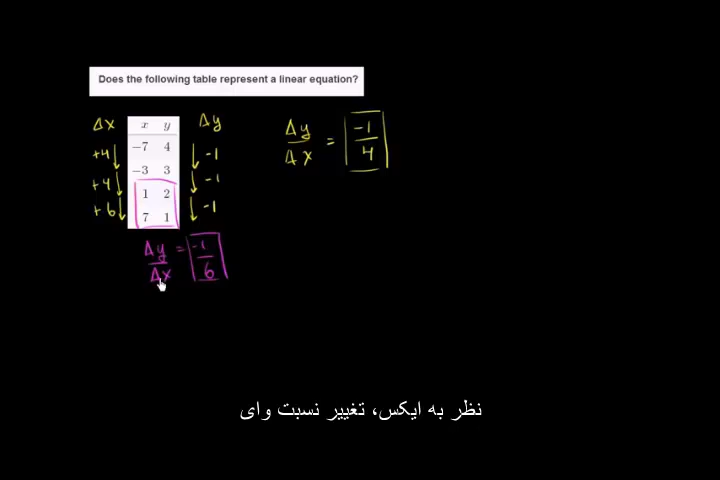 Does the following table represent a linear equation?
Δx x y Δy
-7 4
+4 -1
-3 3
+4 -1
1 2
+6 -1
7 1
Δy/Δx = -1/4
Δy/Δx = -1/6
نظر به ایکس، تغییر نسبت وای